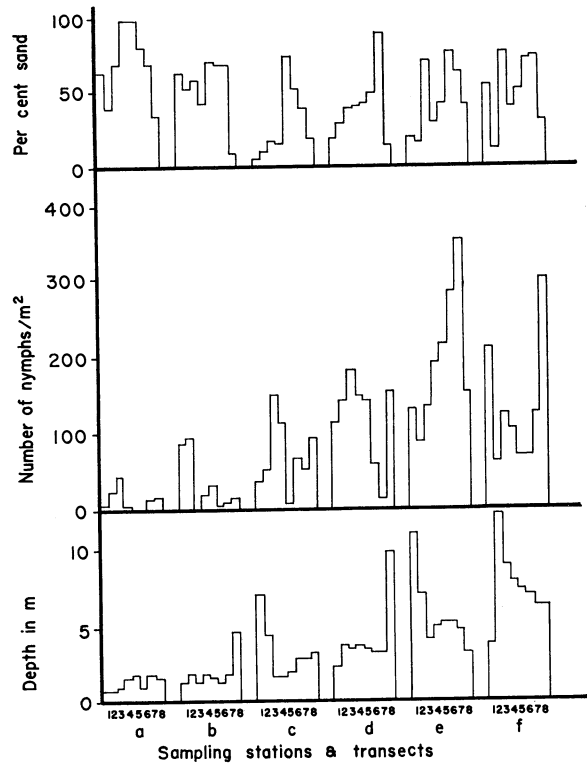 Per cent sand
100
50
0
Number of nymphs/m²
400
300
200
100
0
Depth in m
10
5
0
12345678 12345678 12345678 12345678 12345678 12345678
a b c d e f
Sampling stations & transects